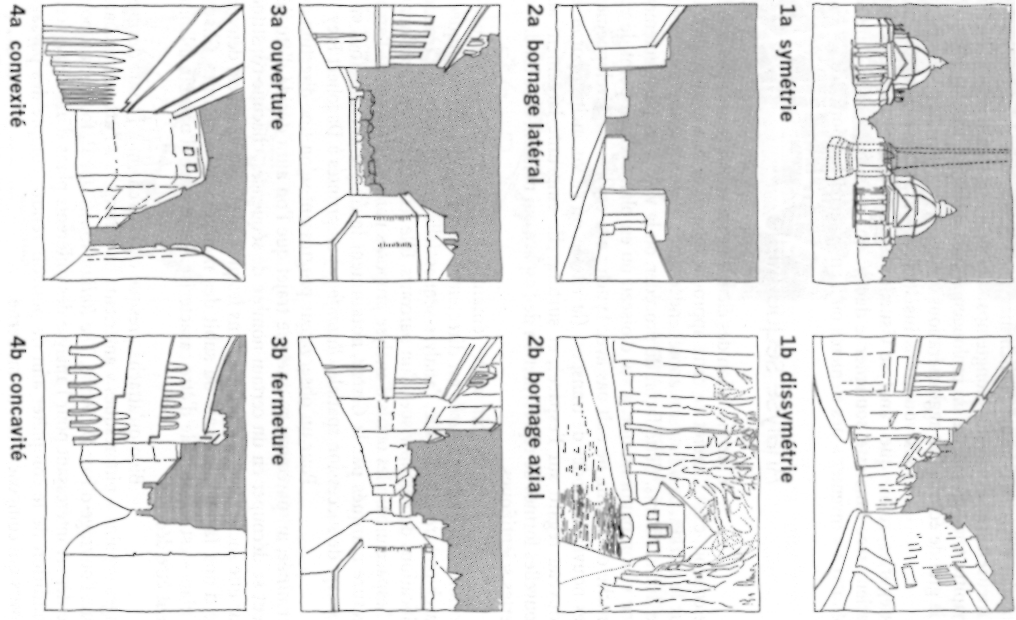 1a symétrie
1b dissymétrie
2a bornage latéral
2b bornage axial
3a ouverture
3b fermeture
4a convexité
4b concavité